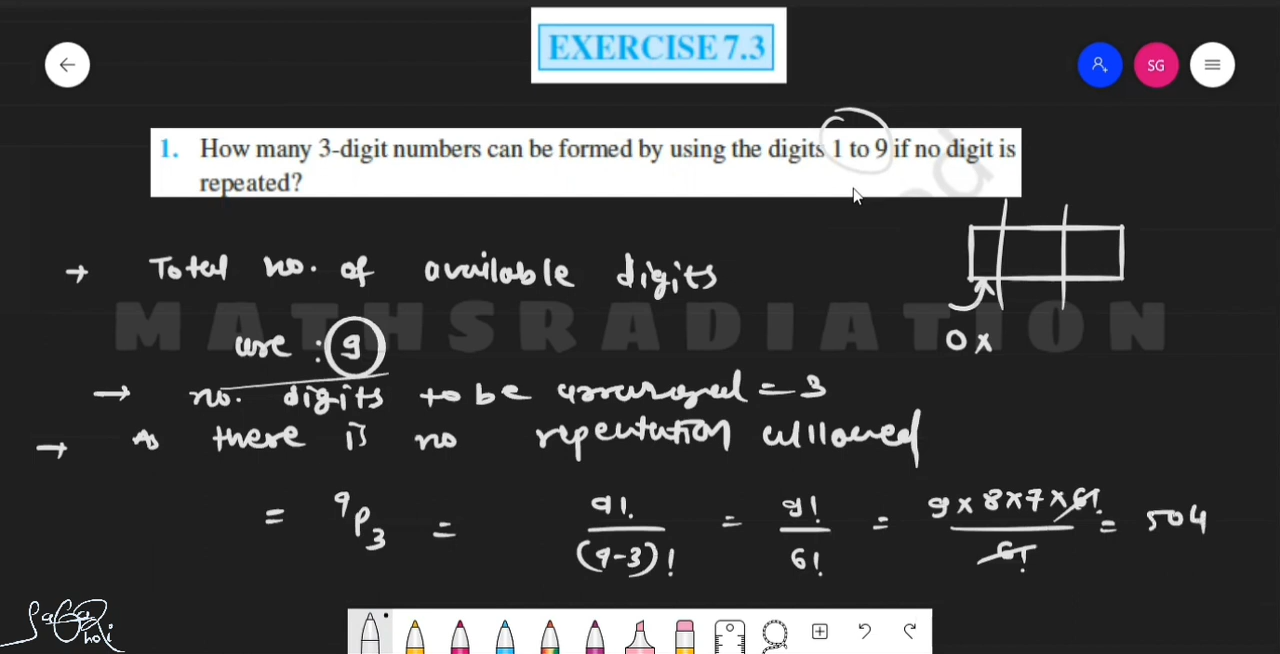 EXERCISE 7.3
SG
1. How many 3-digit numbers can be formed by using the digits 1 to 9 if no digit is
repeated?
→ Total no. of available digits
MATHSRADIATION
0 x
are : 9
→ no. digits to be arranged = 3
→ As there is no repeutation allowed
= ⁹P₃ = 9! / (9-3)! = 9! / 6! = 9 x 8 x 7 x 6! / 6! = 504